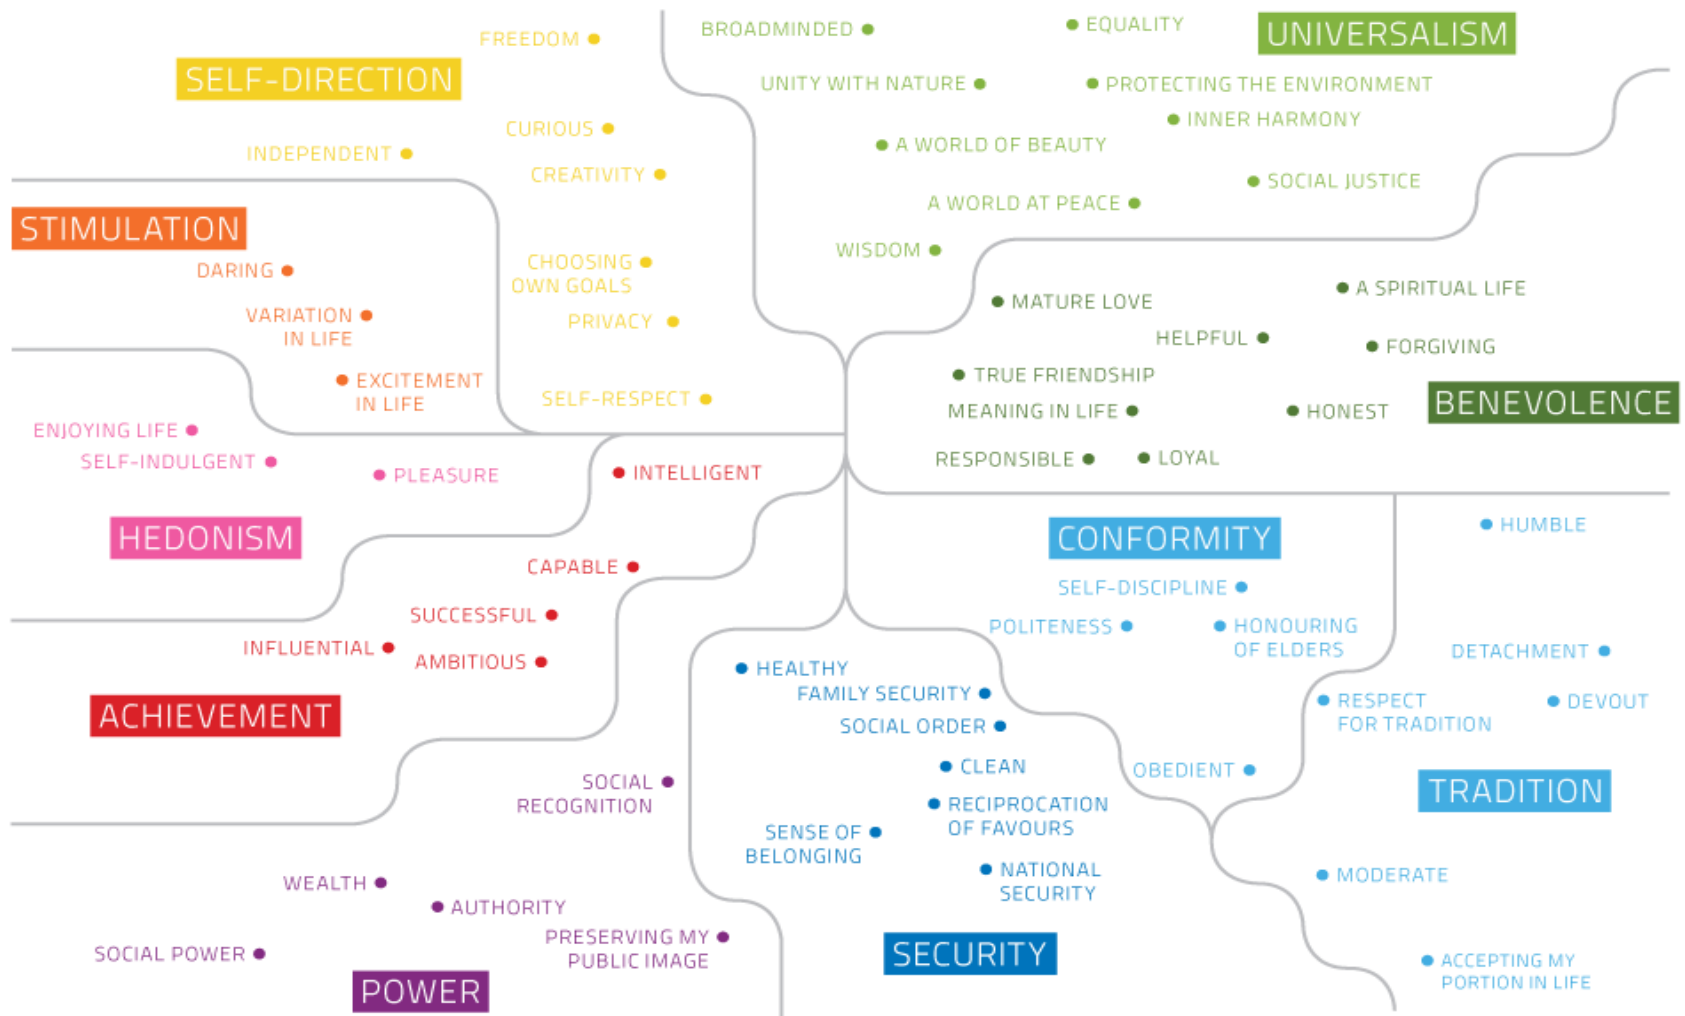 SELF-DIRECTION
FREEDOM
CURIOUS
INDEPENDENT
CREATIVITY
CHOOSING
OWN GOALS
PRIVACY
SELF-RESPECT
UNIVERSALISM
BROADMINDED
EQUALITY
UNITY WITH NATURE
PROTECTING THE ENVIRONMENT
INNER HARMONY
A WORLD OF BEAUTY
SOCIAL JUSTICE
A WORLD AT PEACE
WISDOM
STIMULATION
DARING
VARIATION
IN LIFE
EXCITEMENT
IN LIFE
A SPIRITUAL LIFE
MATURE LOVE
HELPFUL
FORGIVING
TRUE FRIENDSHIP
BENEVOLENCE
MEANING IN LIFE
HONEST
RESPONSIBLE
LOYAL
ENJOYING LIFE
SELF-INDULGENT
PLEASURE
HEDONISM
INTELLIGENT
CAPABLE
SUCCESSFUL
INFLUENTIAL
AMBITIOUS
ACHIEVEMENT
CONFORMITY
SELF-DISCIPLINE
POLITENESS
HONOURING
OF ELDERS
OBEDIENT
HUMBLE
DETACHMENT
RESPECT
FOR TRADITION
DEVOUT
TRADITION
MODERATE
ACCEPTING MY
PORTION IN LIFE
HEALTHY
FAMILY SECURITY
SOCIAL ORDER
CLEAN
RECIPROCATION
OF FAVOURS
SENSE OF
BELONGING
NATIONAL
SECURITY
SECURITY
SOCIAL
RECOGNITION
WEALTH
AUTHORITY
PRESERVING MY
PUBLIC IMAGE
SOCIAL POWER
POWER